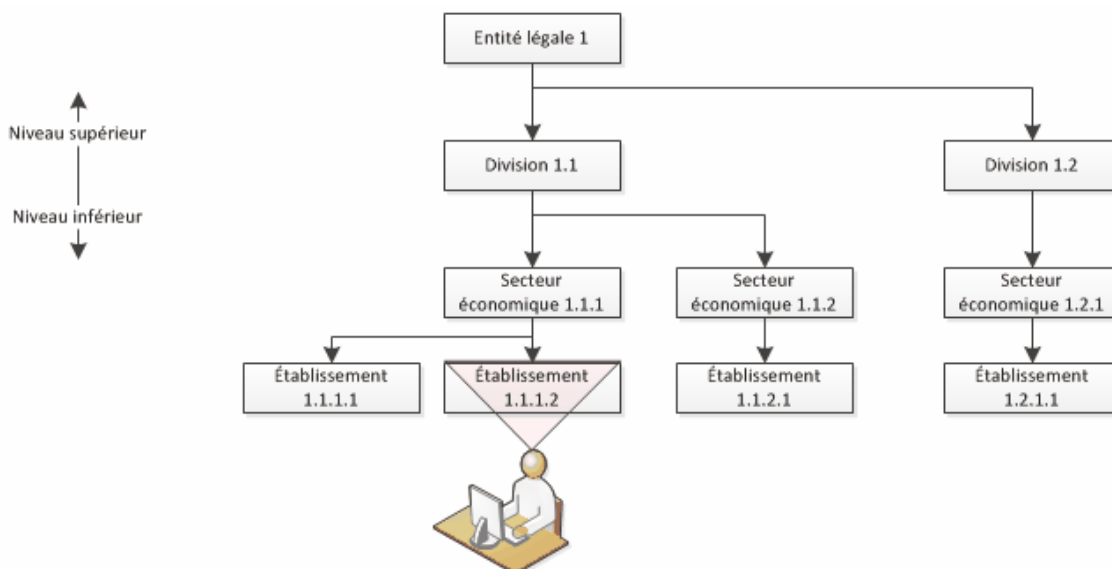 Entité légale 1
Niveau supérieur
Niveau inférieur
Division 1.1
Division 1.2
Secteur
économique 1.1.1
Secteur
économique 1.1.2
Secteur
économique 1.2.1
Établissement
1.1.1.1
Établissement
1.1.1.2
Établissement
1.1.2.1
Établissement
1.2.1.1